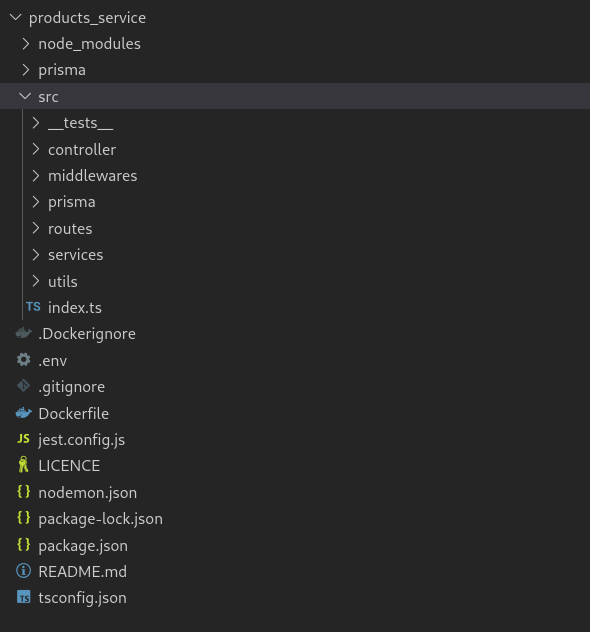 products_service
node_modules
prisma
src
__tests__
controller
middlewares
prisma
routes
services
utils
TS index.ts
.Dockerignore
.env
.gitignore
Dockerfile
JS jest.config.js
LICENCE
{} nodemon.json
{} package-lock.json
{} package.json
README.md
TS tsconfig.json